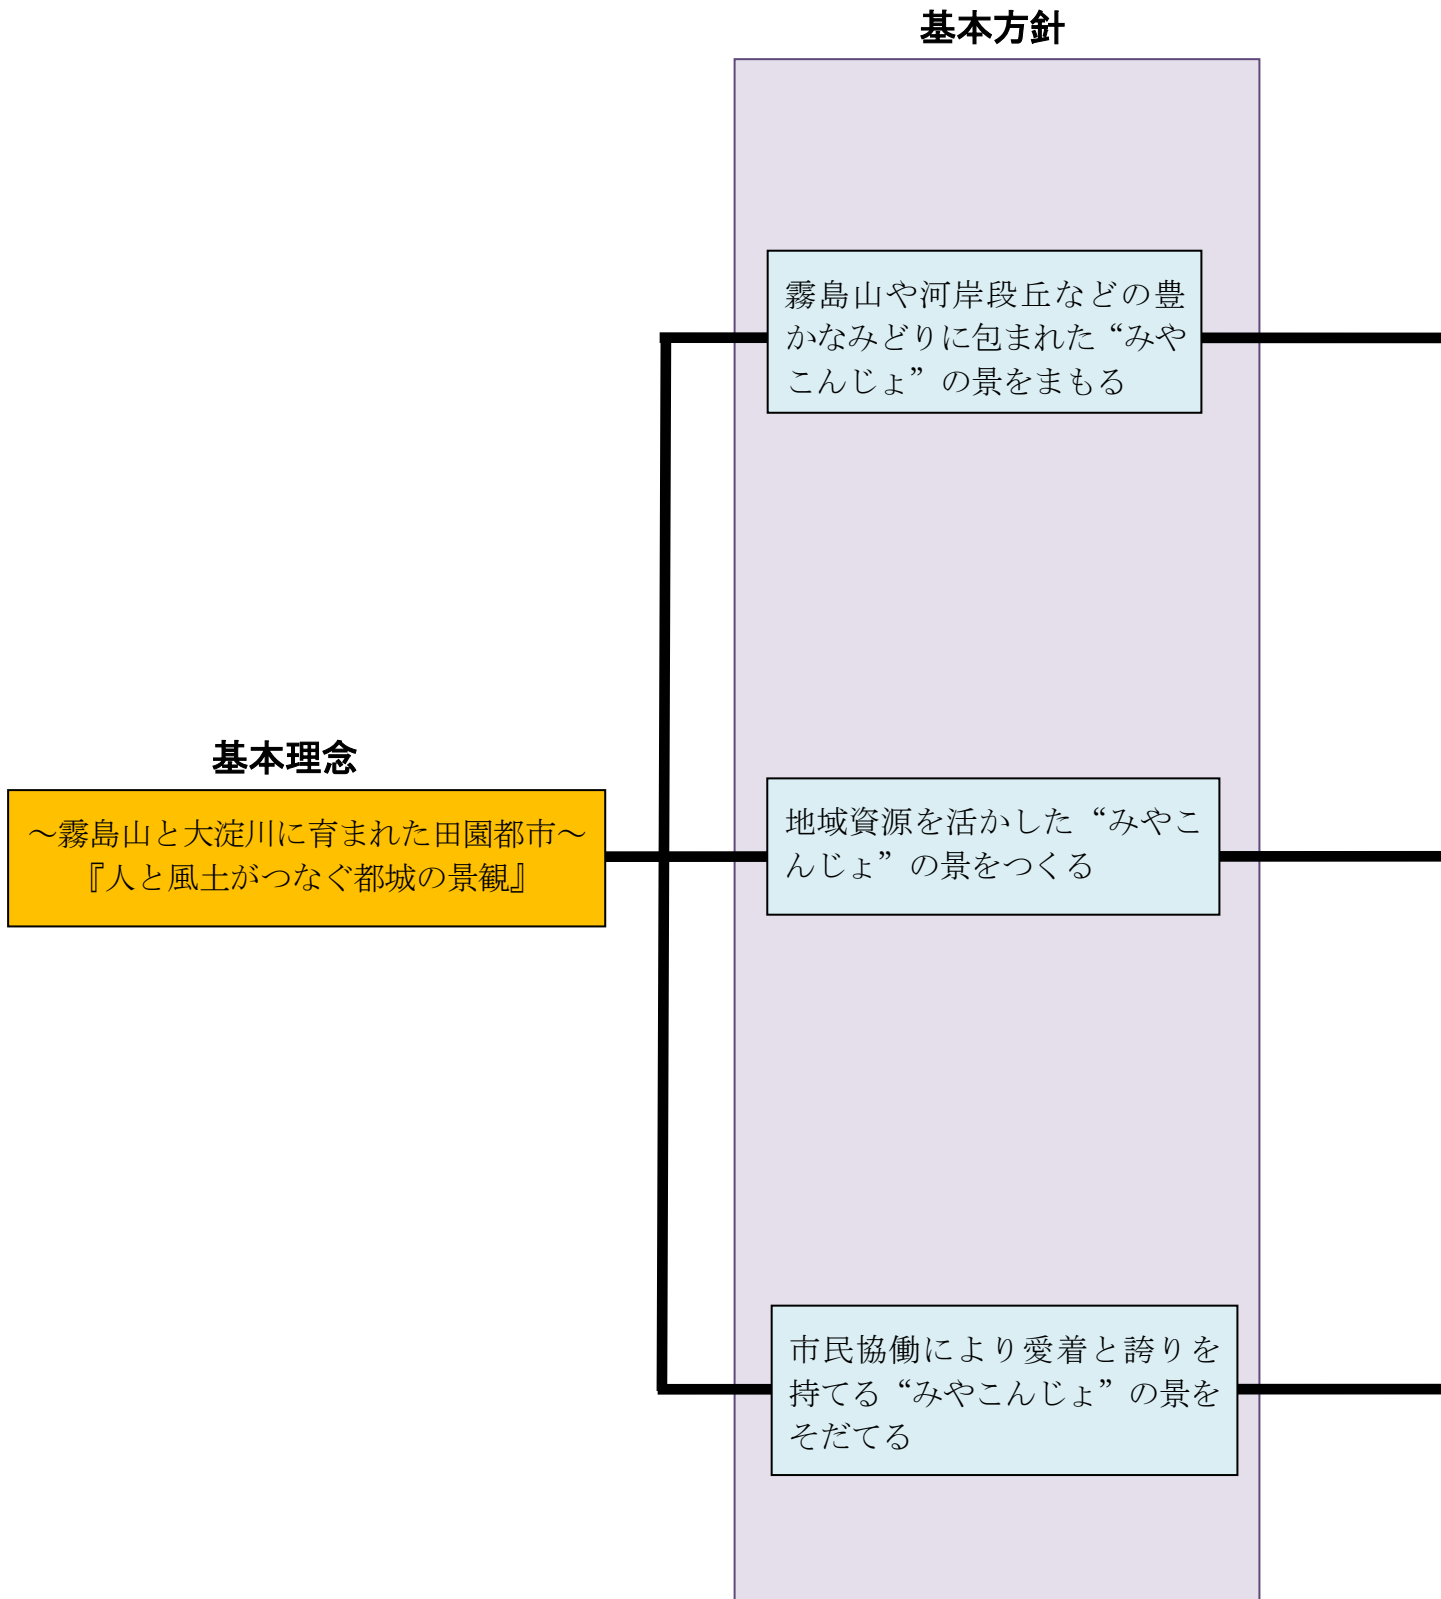 基本方針
霧島山や河岸段丘などの豊
かなみどりに包まれた“みや
こんじょ”の景をまもる
基本理念
～霧島山と大淀川に育まれた田園都市～
『人と風土がつなぐ都城の景観』
地域資源を活かした“みやこ
んじょ”の景をつくる
市民協働により愛着と誇りを
持てる“みやこんじょ”の景を
そだてる